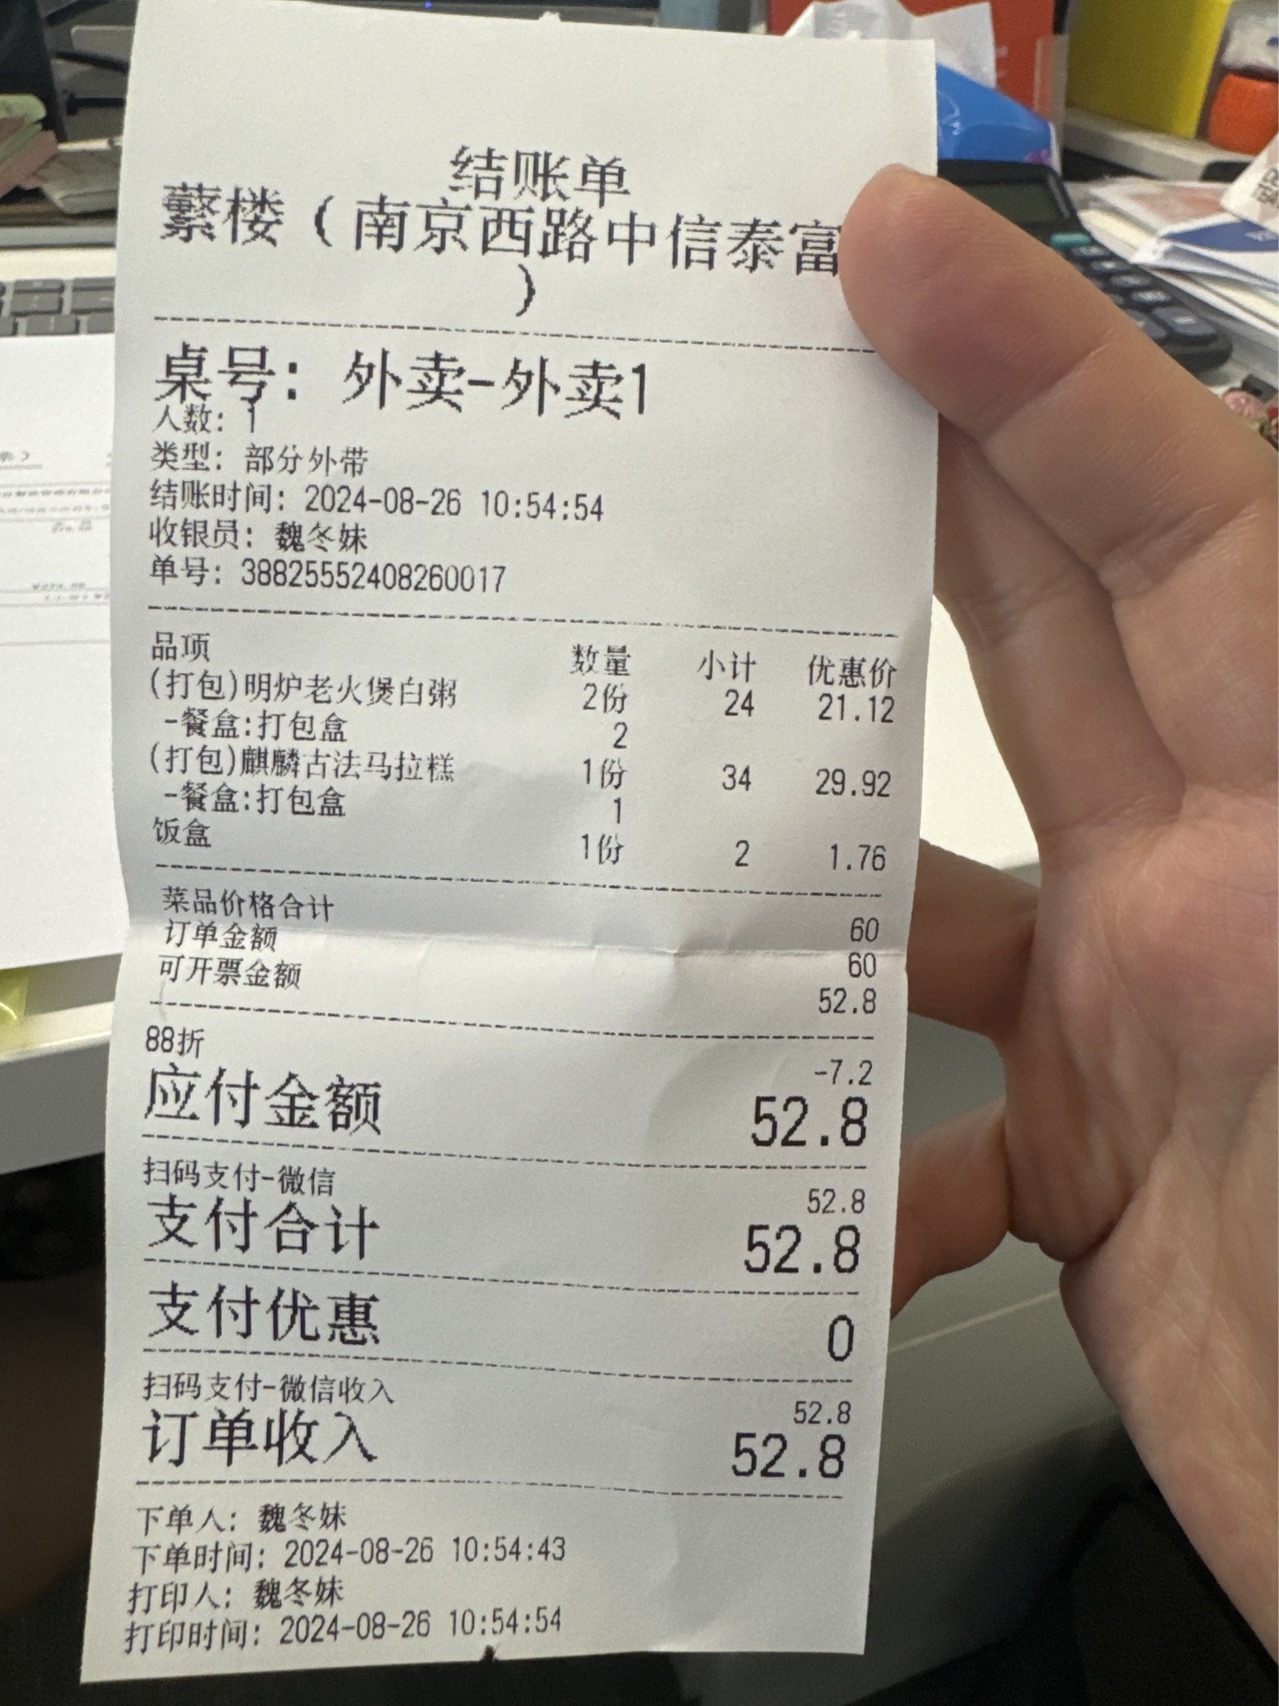 结账单
蘩楼（南京西路中信泰富
）
桌号：外卖-外卖1
人数：1
类型：部分外带
结账时间：2024-08-26 10:54:54
收银员：魏冬妹
单号：38825552408260017
品项 数量 小计 优惠价
(打包)明炉老火煲白粥 2份 24 21.12
-餐盒:打包盒 2
(打包)麒麟古法马拉糕 1份 34 29.92
-餐盒:打包盒 1
饭盒 1份 2 1.76
菜品价格合计 60
订单金额 60
可开票金额 52.8
88折 -7.2
应付金额 52.8
扫码支付-微信 52.8
支付合计 52.8
支付优惠 0
扫码支付-微信收入 52.8
订单收入 52.8
下单人：魏冬妹
下单时间：2024-08-26 10:54:43
打印人：魏冬妹
打印时间：2024-08-26 10:54:54